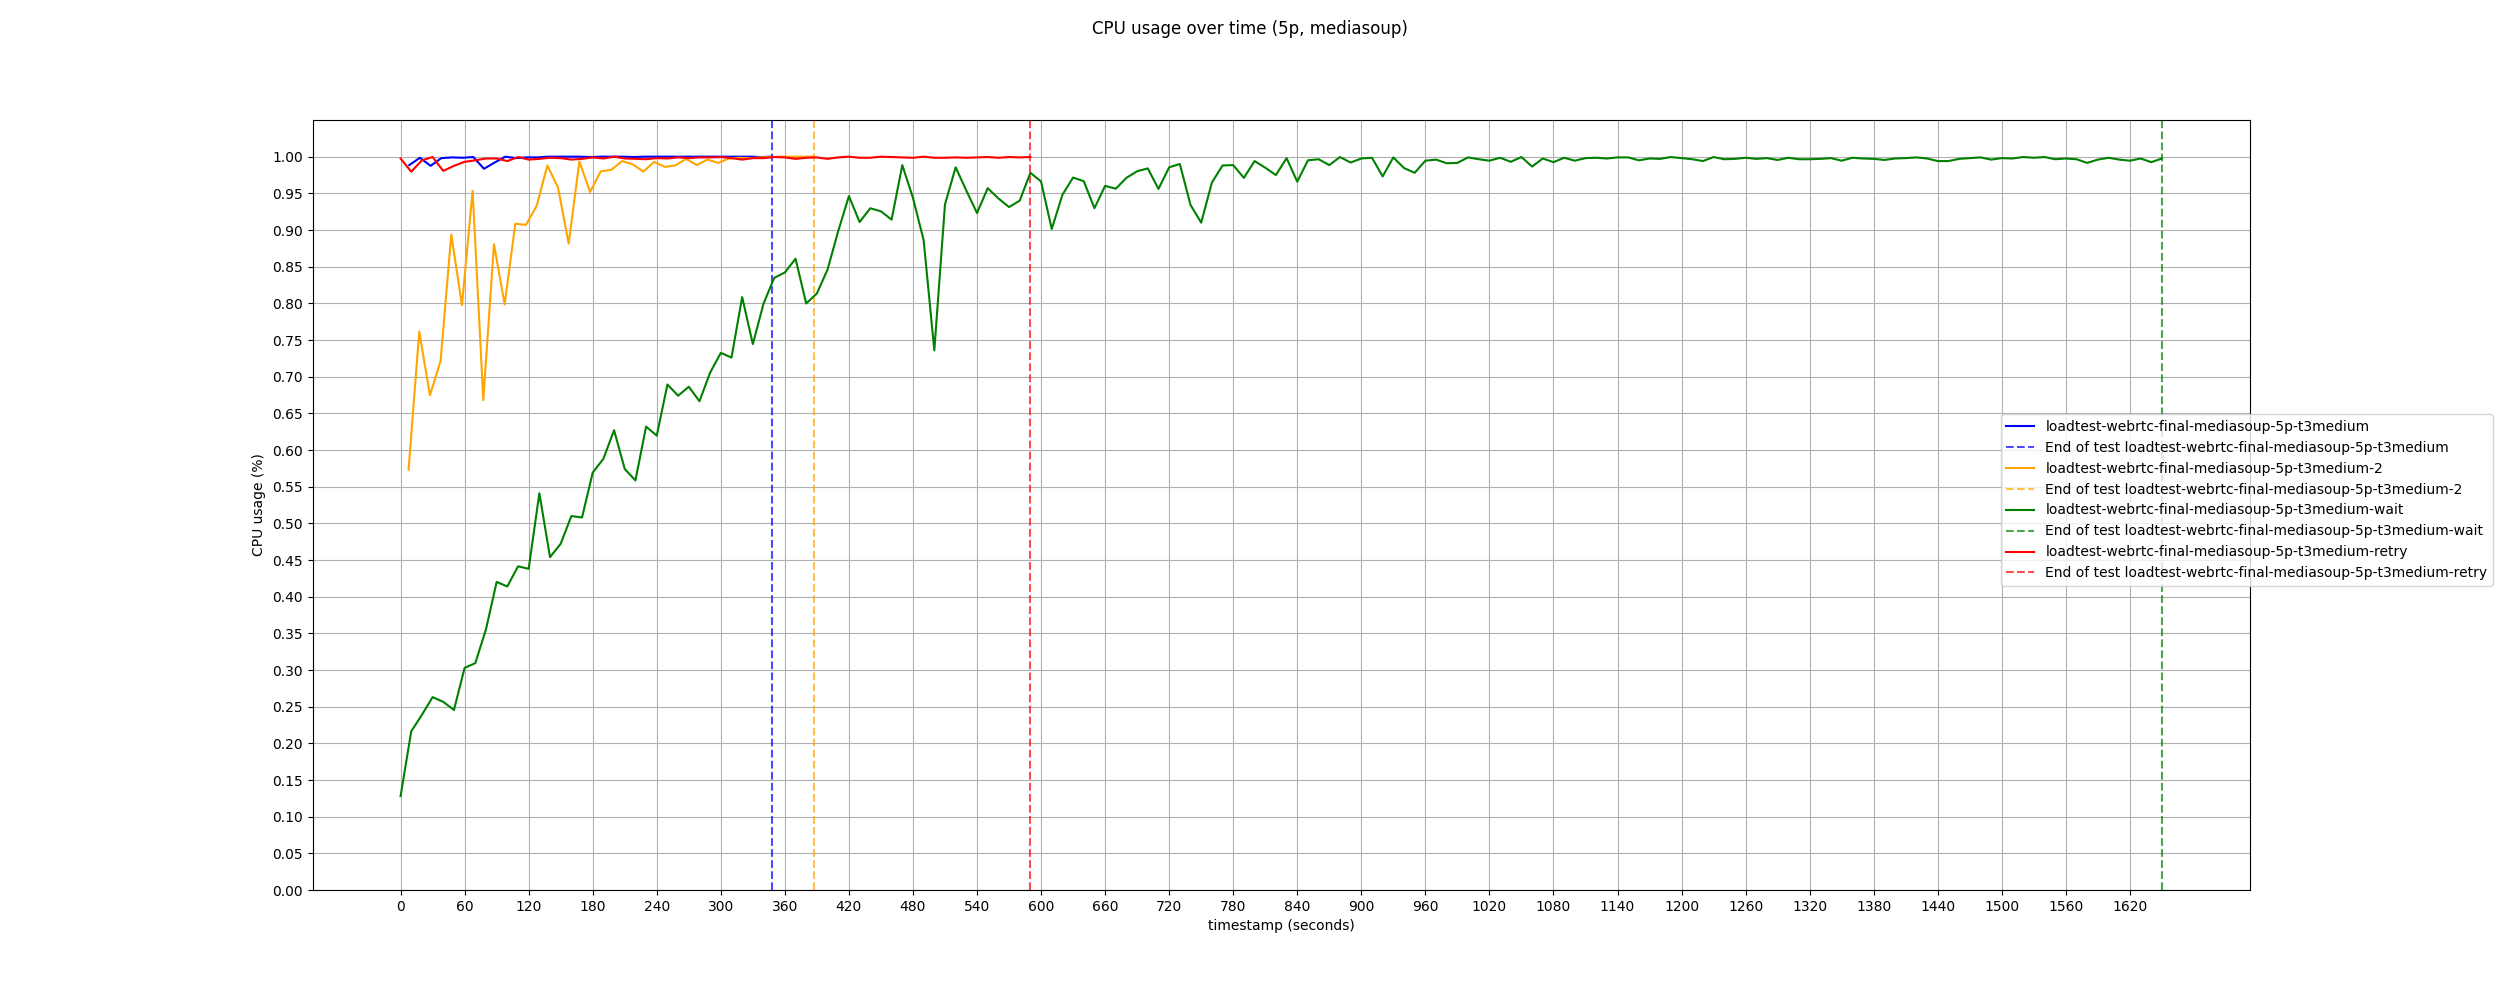 CPU usage over time (5p, mediasoup)
1.00
0.95
0.90
0.85
0.80
0.75
0.70
0.65
0.60
0.55
0.50
0.45
0.40
0.35
0.30
0.25
0.20
0.15
0.10
0.05
0.00
CPU usage (%)
loadtest-webrtc-final-mediasoup-5p-t3medium
End of test loadtest-webrtc-final-mediasoup-5p-t3medium
loadtest-webrtc-final-mediasoup-5p-t3medium-2
End of test loadtest-webrtc-final-mediasoup-5p-t3medium-2
loadtest-webrtc-final-mediasoup-5p-t3medium-wait
End of test loadtest-webrtc-final-mediasoup-5p-t3medium-wait
loadtest-webrtc-final-mediasoup-5p-t3medium-retry
End of test loadtest-webrtc-final-mediasoup-5p-t3medium-retry
0 60 120 180 240 300 360 420 480 540 600 660 720 780 840 900 960 1020 1080 1140 1200 1260 1320 1380 1440 1500 1560 1620
timestamp (seconds)